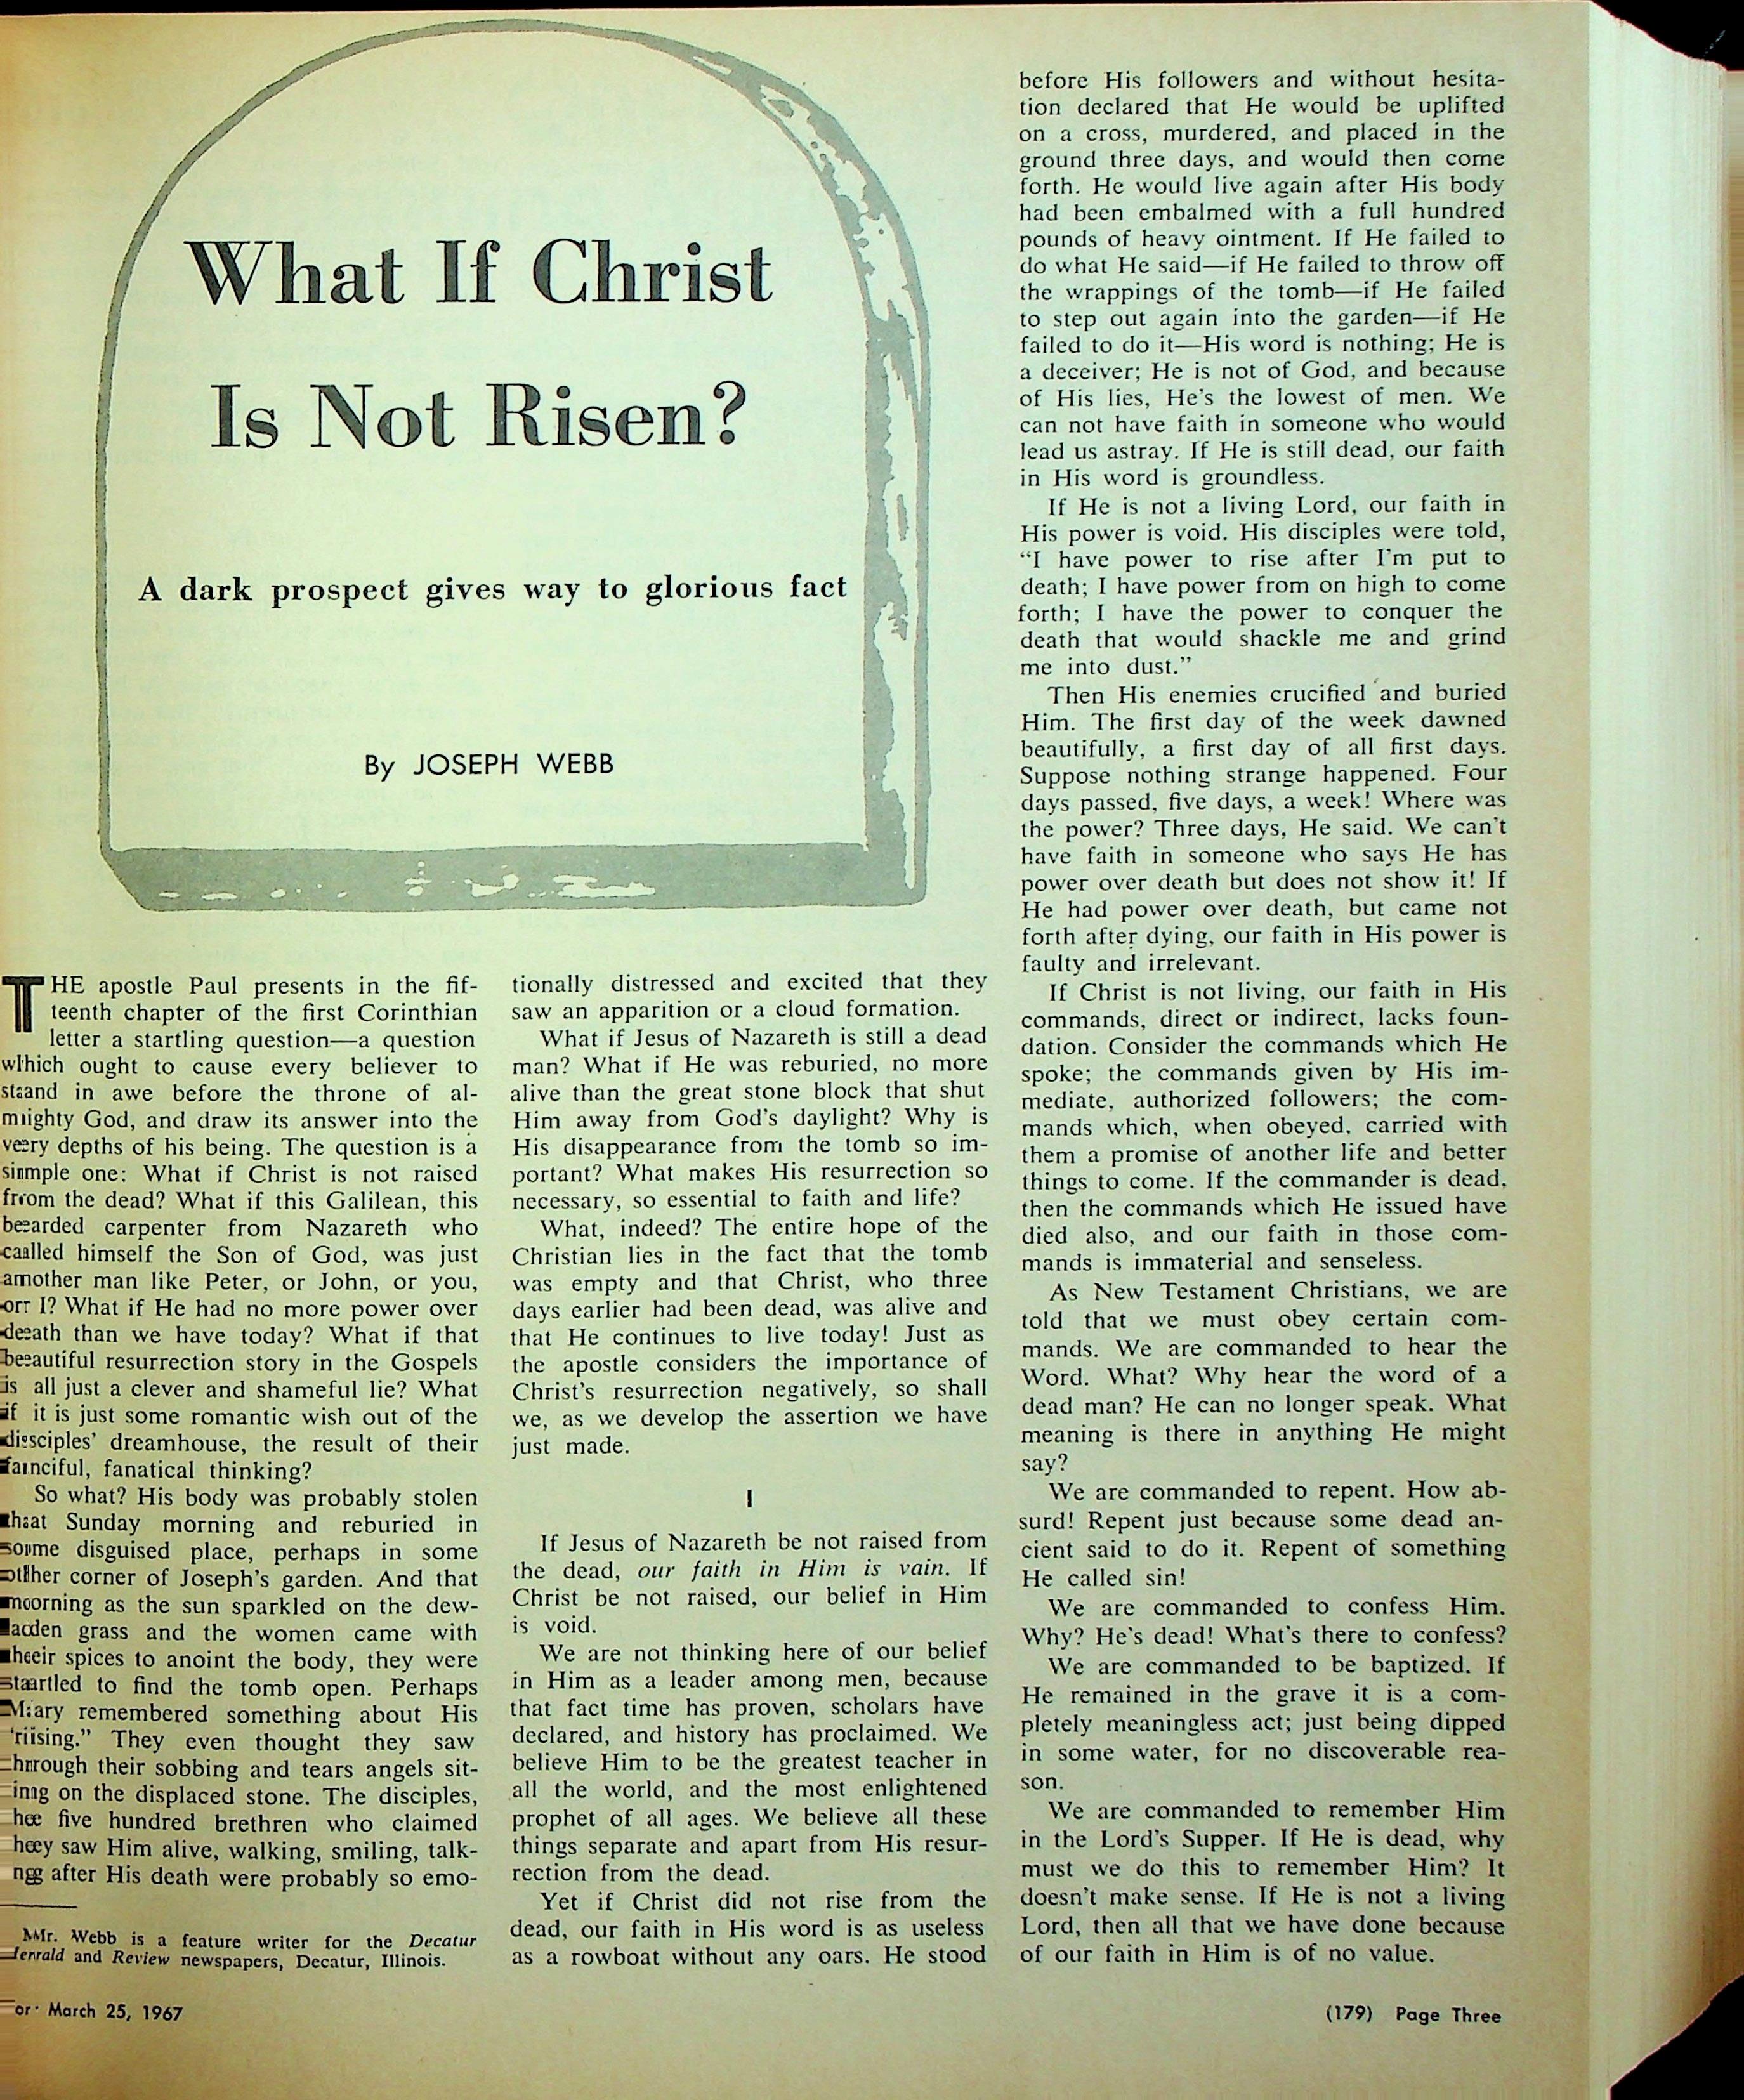 What If Christ
Is Not Risen?
A dark prospect gives way to glorious fact
By JOSEPH WEBB
THE apostle Paul presents in the fif-
teenth chapter of the first Corinthian
letter a startling question—a question
which ought to cause every believer to
stand in awe before the throne of al-
mighty God, and draw its answer into the
very depths of his being. The question is a
simple one: What if Christ is not raised
from the dead? What if this Galilean, this
bearded carpenter from Nazareth who
called himself the Son of God, was just
another man like Peter, or John, or you,
or I? What if He had no more power over
death than we have today? What if that
beautiful resurrection story in the Gospels
is all just a clever and shameful lie? What
if it is just some romantic wish out of the
disciples' dreamhouse, the result of their
fanciful, fanatical thinking?
So what? His body was probably stolen
that Sunday morning and reburied in
some disguised place, perhaps in some
other corner of Joseph's garden. And that
morning as the sun sparkled on the dew-
laden grass and the women came with
their spices to anoint the body, they were
startled to find the tomb open. Perhaps
Mary remembered something about His
"rising." They even thought they saw
through their sobbing and tears angels sit-
ting on the displaced stone. The disciples,
the five hundred brethren who claimed
they saw Him alive, walking, smiling, talk-
ing after His death were probably so emo-
Mr. Webb is a feature writer for the Decatur
Herald and Review newspapers, Decatur, Illinois.
tionally distressed and excited that they
saw an apparition or a cloud formation.
What if Jesus of Nazareth is still a dead
man? What if He was reburied, no more
alive than the great stone block that shut
Him away from God's daylight? Why is
His disappearance from the tomb so im-
portant? What makes His resurrection so
necessary, so essential to faith and life?
What, indeed? The entire hope of the
Christian lies in the fact that the tomb
was empty and that Christ, who three
days earlier had been dead, was alive and
that He continues to live today! Just as
the apostle considers the importance of
Christ's resurrection negatively, so shall
we, as we develop the assertion we have
just made.
I
If Jesus of Nazareth be not raised from
the dead, our faith in Him is vain. If
Christ be not raised, our belief in Him
is void.
We are not thinking here of our belief
in Him as a leader among men, because
that fact time has proven, scholars have
declared, and history has proclaimed. We
believe Him to be the greatest teacher in
all the world, and the most enlightened
prophet of all ages. We believe all these
things separate and apart from His resur-
rection from the dead.
Yet if Christ did not rise from the
dead, our faith in His word is as useless
as a rowboat without any oars. He stood
before His followers and without hesita-
tion declared that He would be uplifted
on a cross, murdered, and placed in the
ground three days, and would then come
forth. He would live again after His body
had been embalmed with a full hundred
pounds of heavy ointment. If He failed to
do what He said—if He failed to throw off
the wrappings of the tomb—if He failed
to step out again into the garden—if He
failed to do it—His word is nothing; He is
a deceiver; He is not of God, and because
of His lies, He's the lowest of men. We
can not have faith in someone who would
lead us astray. If He is still dead, our faith
in His word is groundless.
If He is not a living Lord, our faith in
His power is void. His disciples were told,
"I have power to rise after I'm put to
death; I have power from on high to come
forth; I have the power to conquer the
death that would shackle me and grind
me into dust."
Then His enemies crucified and buried
Him. The first day of the week dawned
beautifully, a first day of all first days.
Suppose nothing strange happened. Four
days passed, five days, a week! Where was
the power? Three days, He said. We can't
have faith in someone who says He has
power over death but does not show it! If
He had power over death, but came not
forth after dying, our faith in His power is
faulty and irrelevant.
If Christ is not living, our faith in His
commands, direct or indirect, lacks foun-
dation. Consider the commands which He
spoke; the commands given by His im-
mediate, authorized followers; the com-
mands which, when obeyed, carried with
them a promise of another life and better
things to come. If the commander is dead,
then the commands which He issued have
died also, and our faith in those com-
mands is immaterial and senseless.
As New Testament Christians, we are
told that we must obey certain com-
mands. We are commanded to hear the
Word. What? Why hear the word of a
dead man? He can no longer speak. What
meaning is there in anything He might
say?
We are commanded to repent. How ab-
surd! Repent just because some dead an-
cient said to do it. Repent of something
He called sin!
We are commanded to confess Him.
Why? He's dead! What's there to confess?
We are commanded to be baptized. If
He remained in the grave it is a com-
pletely meaningless act; just being dipped
in some water, for no discoverable rea-
son.
We are commanded to remember Him
in the Lord's Supper. If He is dead, why
must we do this to remember Him? It
doesn't make sense. If He is not a living
Lord, then all that we have done because
of our faith in Him is of no value.
or March 25, 1967
(179) Page Three